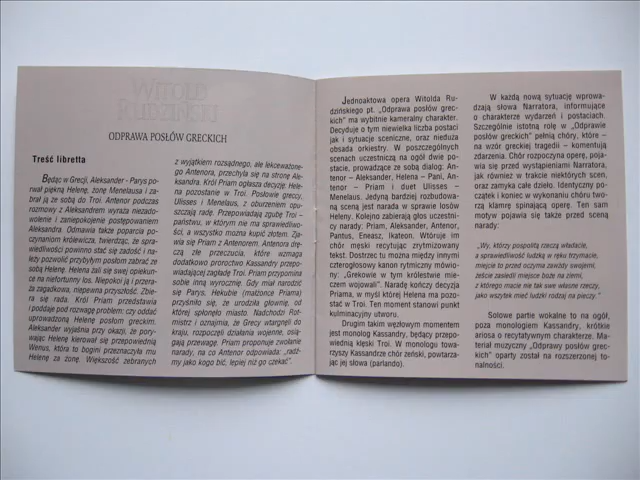 WITOLD
RUDZIŃSKI
ODPRAWA POSŁÓW GRECKICH
Treść libretta
Będąc w Grecji, Aleksander - Parys po-
rwał piękną Helenę, żonę Menelausa i za-
brał ją ze sobą do Troi. Antenor podczas
rozmowy z Aleksandrem wyraża niezado-
wolenie i zaniepokojenie postępowaniem
Aleksandra. Odmawia także poparcia po-
czynaniom królewicza, twierdząc, że spra-
wiedliwości powinno stać się zadość i na-
leży pozwolić przybyłym posłom zabrać ze
sobą Helenę. Helena żali się swej opiekun-
ce na niefortunny los. Niepokoi ją i przera-
ża zagadkowa, niepewna przyszłość. Zbie-
ra się rada. Król Priam przedstawia
i poddaje pod rozwagę problem: czy oddać
uprowadzoną Helenę posłom greckim.
Aleksander wyjaśnia przy okazji, że pory-
wając Helenę kierował się przepowiednią
Wenus, która to bogini przeznaczyła mu
Helenę za żonę. Większość zebranych
z wyjątkiem rozsądnego, ale lekceważone-
go Antenora, przechyla się na stronę Ale-
ksandra. Król Priam ogłasza decyzję: Hele-
na pozostanie w Troi. Posłowie greccy,
Ulisses i Menelaus, z oburzeniem opu-
szczają radę. Przepowiadają zgubę Troi –
państwu, w którym nie ma sprawiedliwo-
ści, a wszystko można kupić złotem. Zja-
wia się Priam z Antenorem. Antenora drę-
czą złe przeczucia, które wzmaga
dodatkowo proroctwo Kassandry przepo-
wiadającej zagładę Troi. Priam przypomina
sobie inną wyrocznię. Gdy miał narodzić
się Parys, Hekubie (małżonce Priama)
przyśniło się, że urodziła głownię, od
której spłonęło miasto. Nadchodzi Rot-
mistrz i oznajmia, że Grecy wtargnęli do
kraju, rozpoczęli działania wojenne, osią-
gają przewagę. Priam proponuje zwołanie
narady, na co Antenor odpowiada: „radź-
my jako kogo bić, lepiej niż go czekać".
Jednoaktowa opera Witolda Ru-
dzińskiego pt. „Odprawa posłów grec-
kich" ma wybitnie kameralny charakter.
Decyduje o tym niewielka liczba postaci
jak i sytuacje sceniczne, oraz nieduża
obsada orkiestry. W poszczególnych
scenach uczestniczą na ogół dwie po-
stacie, prowadzące ze sobą dialog: An-
tenor – Aleksander, Helena – Pani, An-
tenor – Priam i duet Ulisses –
Menelaus. Jedyną bardziej rozbudowa-
ną sceną jest narada w sprawie losów
Heleny. Kolejno zabierają głos uczestni-
cy narady: Priam, Aleksander, Antenor,
Pantus, Eneasz, Ikateon. Wtóruje im
chór męski recytując zrytmizowany
tekst. Dostrzec tu można między innymi
czterogłosowy kanon rytmiczny mówio-
ny: „Grekowie w tym królestwie mie-
czem wojowali". Naradę kończy decyzja
Priama, w myśl której Helena ma pozo-
stać w Troi. Ten moment stanowi punkt
kulminacyjny utworu.
Drugim takim węzłowym momentem
jest monolog Kassandry, będący przepo-
wiednią klęski Troi. W monologu towa-
rzyszy Kassandrze chór żeński, powtarza-
jąc jej słowa (parlando).
W każdą nową sytuację wprowa-
dzają słowa Narratora, informujące
o charakterze wydarzeń i postaciach.
Szczególnie istotną rolę w „Odprawie
posłów greckich" pełnią chóry, które –
na wzór greckiej tragedii – komentują
zdarzenia. Chór rozpoczyna operę, poja-
wia się przed wystąpieniami Narratora,
jak również w trakcie niektórych scen,
oraz zamyka całe dzieło. Identyczny po-
czątek i koniec w wykonaniu chóru two-
rzą klamrę spinającą operę. Ten sam
motyw pojawia się także przed sceną
narady:
„Wy, którzy pospolitą rzeczą władacie,
a sprawiedliwość ludzką w ręku trzymacie,
miejcie to przed oczyma zawżdy swojemi,
żeście zasiedli miejsce boże na ziemi,
z którego macie nie tak swe własne rzeczy,
jako wszytek mieć ludzki rodzaj na pieczy."
Solowe partie wokalne to na ogół,
poza monologiem Kassandry, krótkie
ariosa o recytatywnym charakterze. Ma-
teriał muzyczny „Odprawy posłów grec-
kich" oparty został na rozszerzonej to-
nalności.